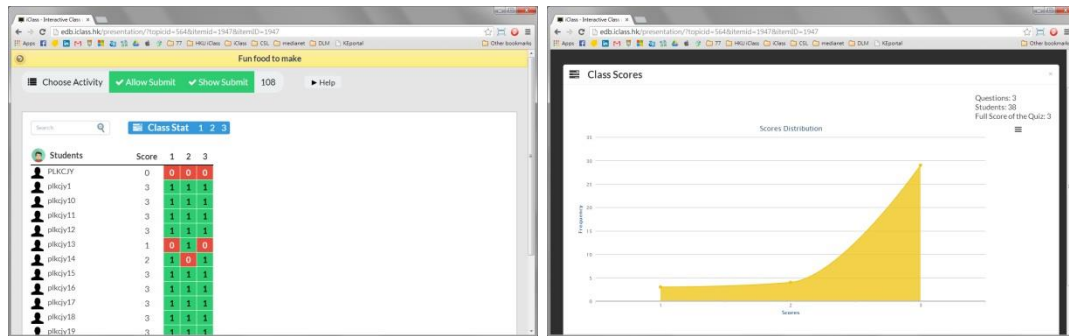 iClass - Interactive Class
edb.iclass.hk/presentation/?topicid=564&itemid=1947#itemID=1947
Apps
77
HKU iClass
iClass
CSL
medianet
DLM
KEportal
Other bookmarks
Fun food to make
Choose Activity
Allow Submit
Show Submit
108
Help
Search
Class Stat 1 2 3
Students Score 1 2 3
PLKCJY 0 0 0 0
plkcjy1 3 1 1 1
plkcjy10 3 1 1 1
plkcjy11 3 1 1 1
plkcjy12 3 1 1 1
plkcjy13 1 0 1 0
plkcjy14 2 1 0 1
plkcjy15 3 1 1 1
plkcjy16 3 1 1 1
plkcjy17 3 1 1 1
plkcjy18 3 1 1 1
plkcjy19 3 1 1 1
iClass - Interactive Class
edb.iclass.hk/presentation/?topicid=564&itemid=1947#itemID=1947
Apps
77
HKU iClass
iClass
CSL
medianet
DLM
KEportal
Other bookmarks
Class Scores
Questions: 3
Students: 38
Full Score of the Quiz: 3
Scores Distribution
Frequency
Scores